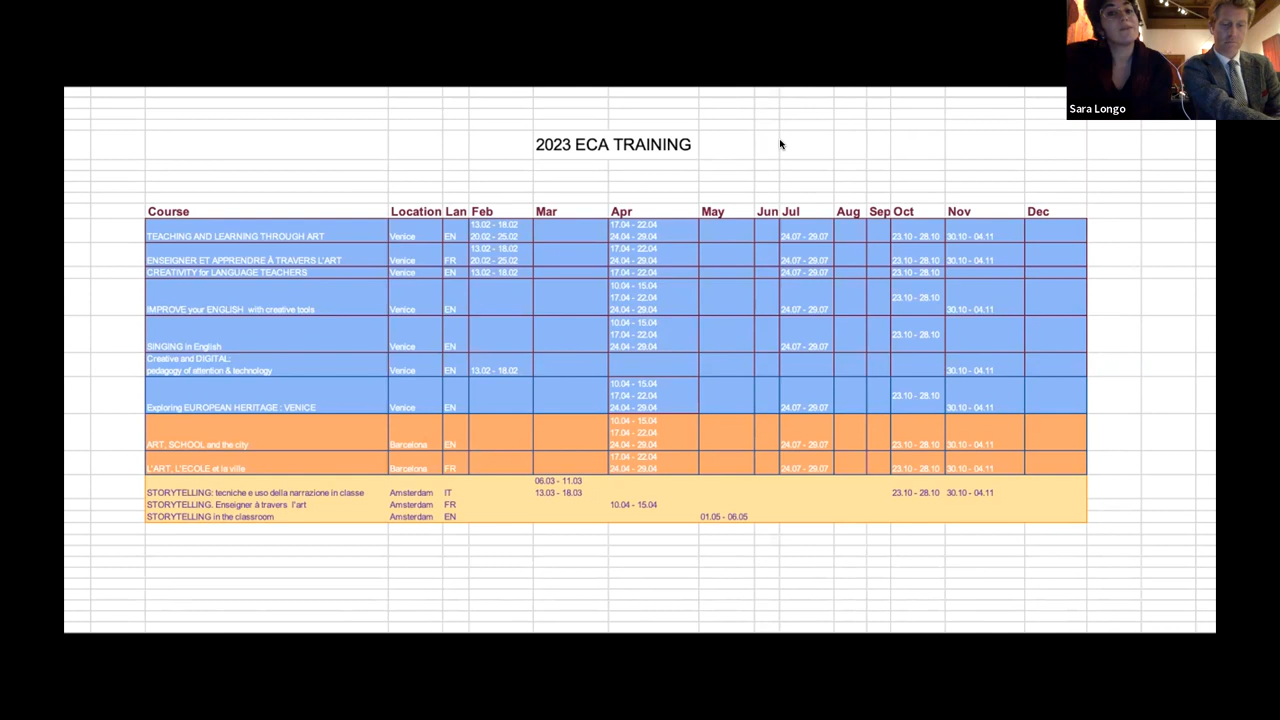 Sara Longo
2023 ECA TRAINING
Course Location Lan Feb Mar Apr May Jun Jul Aug Sep Oct Nov Dec
13.02 - 18.02 17.04 - 22.04
TEACHING AND LEARNING THROUGH ART Venice EN 20.02 - 25.02 24.04 - 29.04 24.07 - 29.07 23.10 - 28.10 30.10 - 04.11
13.02 - 18.02 17.04 - 22.04
ENSEIGNER ET APPRENDRE À TRAVERS L'ART Venice FR 20.02 - 25.02 24.04 - 29.04 24.07 - 29.07 23.10 - 28.10 30.10 - 04.11
CREATIVITY for LANGUAGE TEACHERS Venice EN 13.02 - 18.02 17.04 - 22.04 24.07 - 29.07 23.10 - 28.10
10.04 - 15.04
17.04 - 22.04 23.10 - 28.10
IMPROVE your ENGLISH with creative tools Venice EN 24.04 - 29.04 24.07 - 29.07 30.10 - 04.11
10.04 - 15.04
17.04 - 22.04 23.10 - 28.10
SINGING in English Venice EN 24.04 - 29.04 24.07 - 29.07
Creative and DIGITAL:
pedagogy of attention & technology Venice EN 13.02 - 18.02 30.10 - 04.11
10.04 - 15.04
17.04 - 22.04 23.10 - 28.10
Exploring EUROPEAN HERITAGE : VENICE Venice EN 24.04 - 29.04 24.07 - 29.07 30.10 - 04.11
10.04 - 15.04
17.04 - 22.04
ART, SCHOOL and the city Barcelona EN 24.04 - 29.04 24.07 - 29.07 23.10 - 28.10 30.10 - 04.11
17.04 - 22.04
L'ART, L'ECOLE et la ville Barcelona FR 24.04 - 29.04 24.07 - 29.07 23.10 - 28.10 30.10 - 04.11
06.03 - 11.03
STORYTELLING: tecniche e uso della narrazione in classe Amsterdam IT 13.03 - 18.03 23.10 - 28.10 30.10 - 04.11
STORYTELLING. Enseigner à travers l'art Amsterdam FR 10.04 - 15.04
STORYTELLING in the classroom Amsterdam EN 01.05 - 06.05